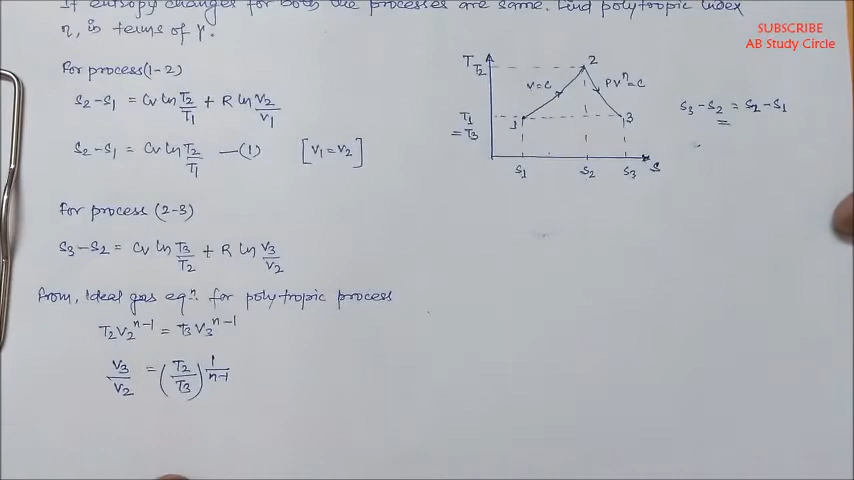 If entropy changes for both the processes are same. Find polytropic index
n, in terms of γ.
SUBSCRIBE
AB Study Circle
For process(1-2)
S2-S1 = Cv ln T2/T1 + R ln V2/V1
S2-S1 = Cv ln T2/T1 —(1) [V1=V2]
For process (2-3)
S3-S2 = Cv ln T3/T2 + R ln V3/V2
From, Ideal gas eqn. for polytropic process
T2V2^n-1 = T3V3^n-1
V3/V2 = (T2/T3)^1/n-1
T
T2
2
V=C
PV^n=C
T1
=T3
1
3
S1
S2
S3
S
S3-S2 = S2-S1